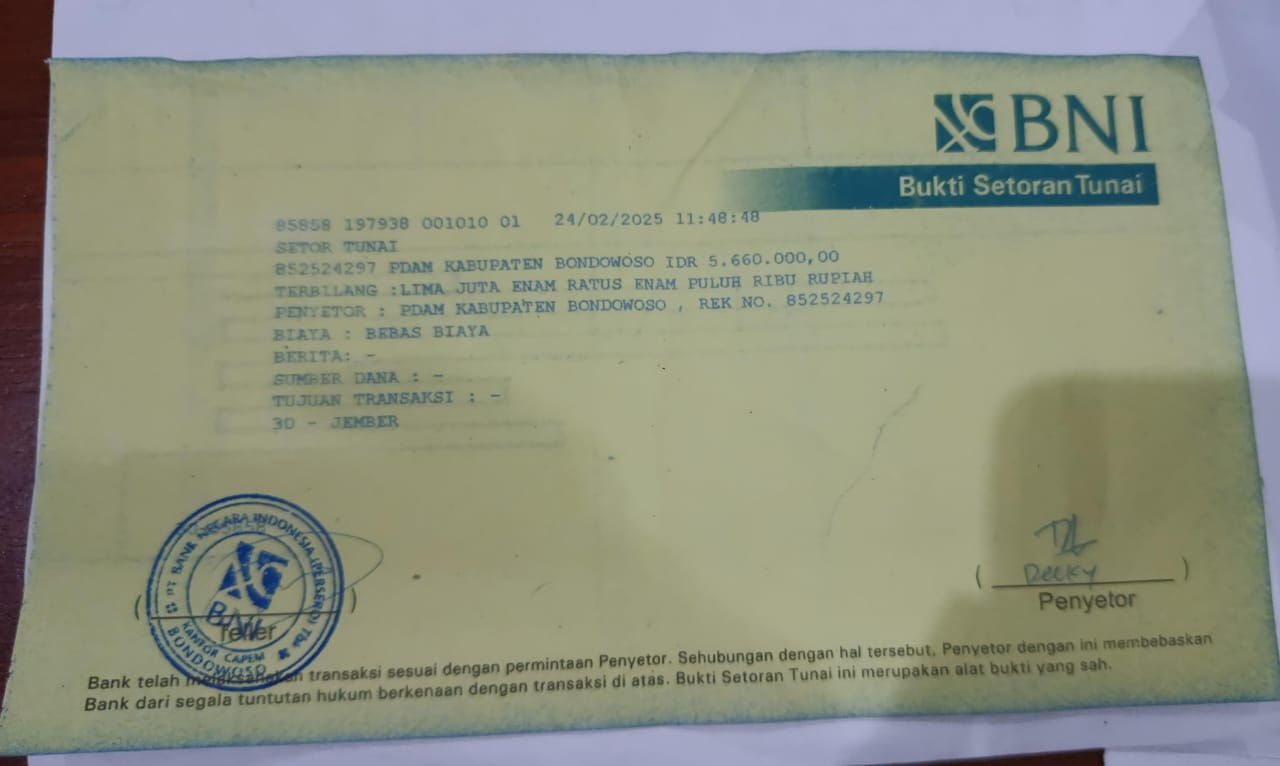 BNI
Bukti Setoran Tunai
85858 197938 001010 01 24/02/2025 11:48:48
SETOR TUNAI
852524297 PDAM KABUPATEN BONDOWOSO IDR 5.660.000,00
TERBILANG :LIMA JUTA ENAM RATUS ENAM PULUH RIBU RUPIAH
PENYETOR : PDAM KABUPATEN BONDOWOSO , REK NO. 852524297
BIAYA : BEBAS BIAYA
BERITA: -
SUMBER DANA : -
TUJUAN TRANSAKSI : -
30 - JEMBER
PT BANK NEGARA INDONESIA (PERSERO) Tbk
BNI
KANTOR CAPEM
BONDOWOSO
( )
Teller
( Decky )
Penyetor
Bank telah melaksanakan transaksi sesuai dengan permintaan Penyetor. Sehubungan dengan hal tersebut, Penyetor dengan ini membebaskan
Bank dari segala tuntutan hukum berkenaan dengan transaksi di atas. Bukti Setoran Tunai ini merupakan alat bukti yang sah.